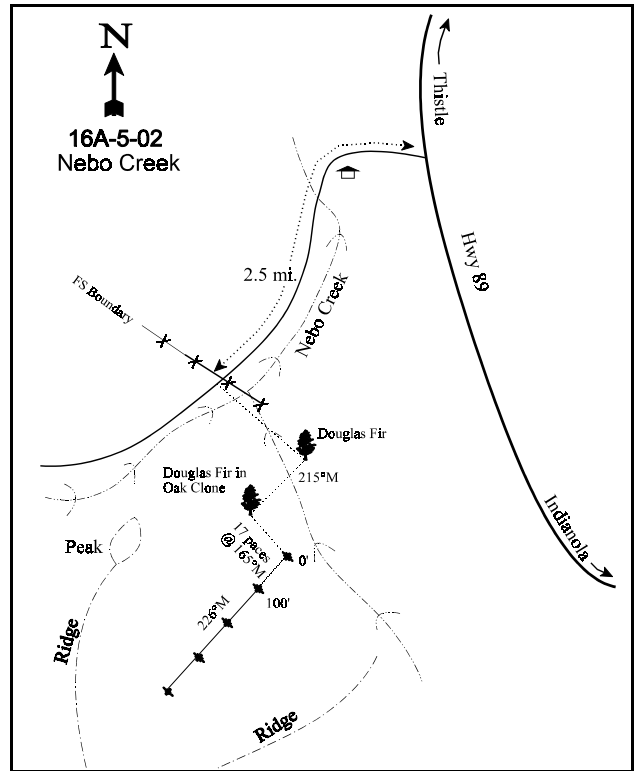 N
16A-5-02
Nebo Creek
Thistle
Hwy 89
2.5 mi.
FS Boundary
Nebo Creek
Douglas Fir
215°M
Douglas Fir in
Oak Clone
17 paces
@ 165°M
0'
100'
226°M
Peak
Ridge
Ridge
Indianola